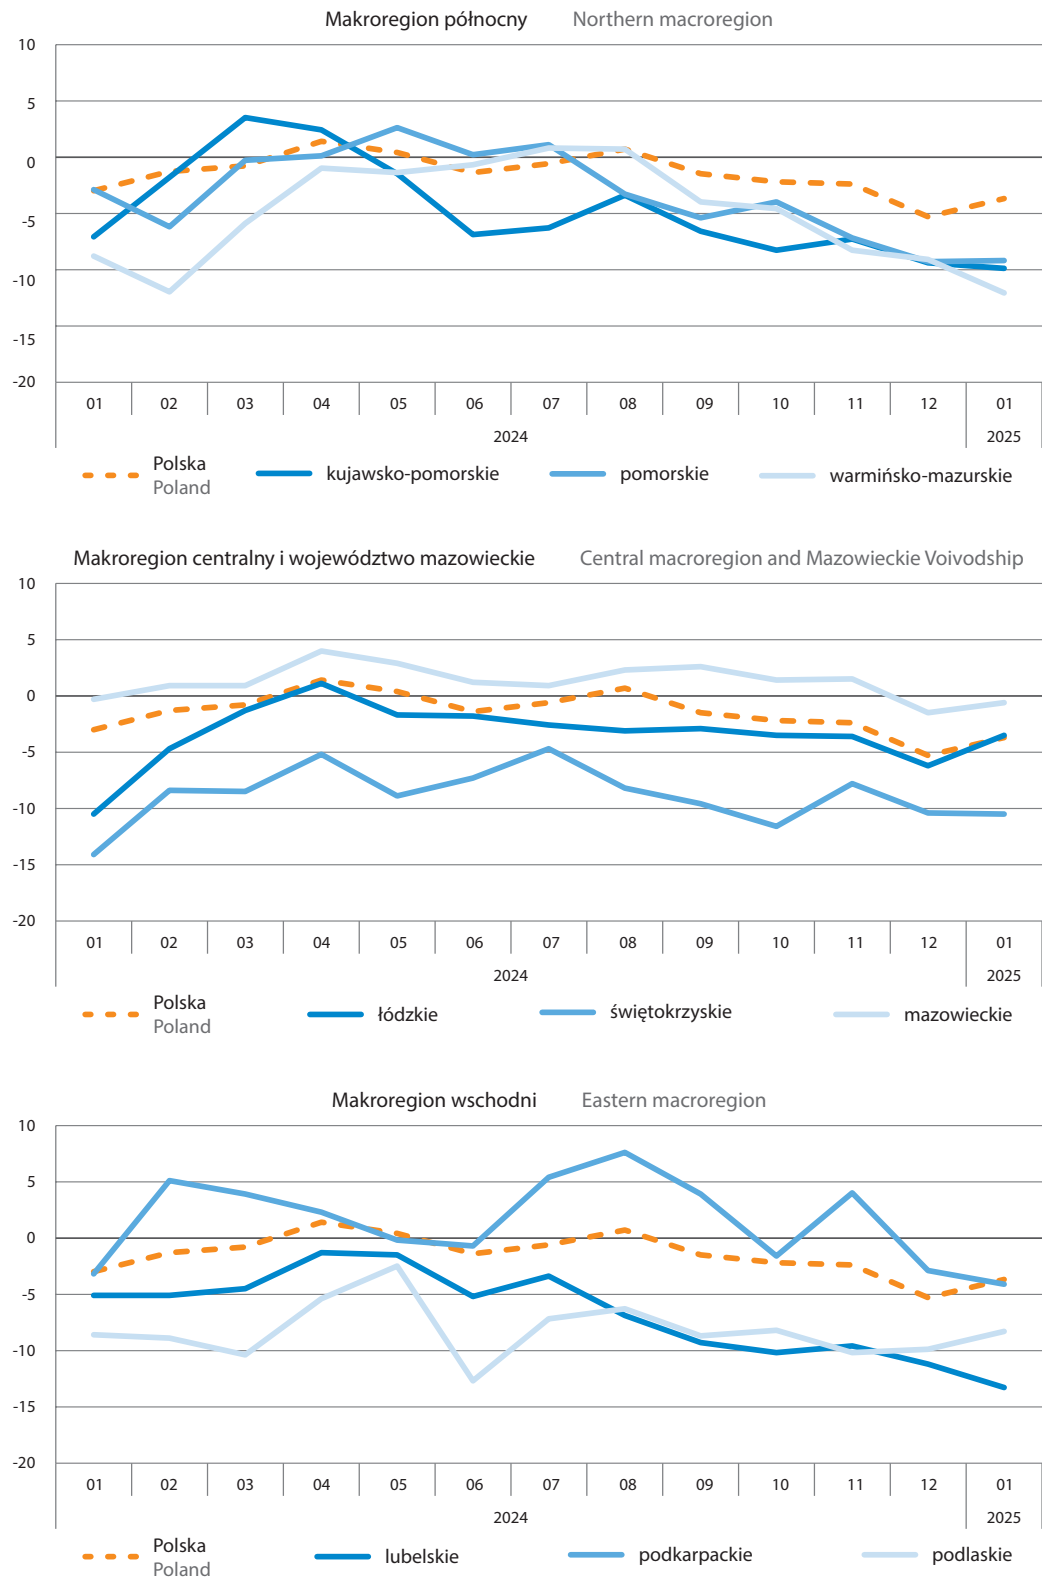 Makroregion północny Northern macroregion
10
5
0
-5
-10
-15
-20
01 02 03 04 05 06 07 08 09 10 11 12 01
2024 2025
Polska
Poland
kujawsko-pomorskie
pomorskie
warmińsko-mazurskie
Makroregion centralny i województwo mazowieckie Central macroregion and Mazowieckie Voivodship
10
5
0
-5
-10
-15
-20
01 02 03 04 05 06 07 08 09 10 11 12 01
2024 2025
Polska
Poland
łódzkie
świętokrzyskie
mazowieckie
Makroregion wschodni Eastern macroregion
10
5
0
-5
-10
-15
-20
01 02 03 04 05 06 07 08 09 10 11 12 01
2024 2025
Polska
Poland
lubelskie
podkarpackie
podlaskie